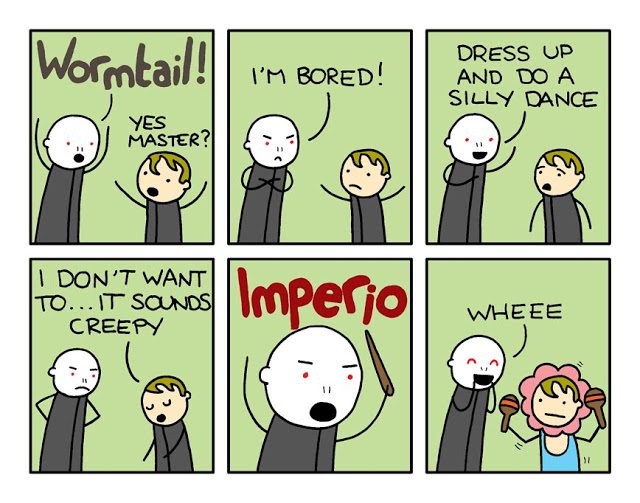 Wormtail!
YES
MASTER?
I'M BORED!
DRESS UP
AND DO A
SILLY DANCE
I DON'T WANT
TO...IT SOUNDS
CREEPY
Imperio
WHEEE